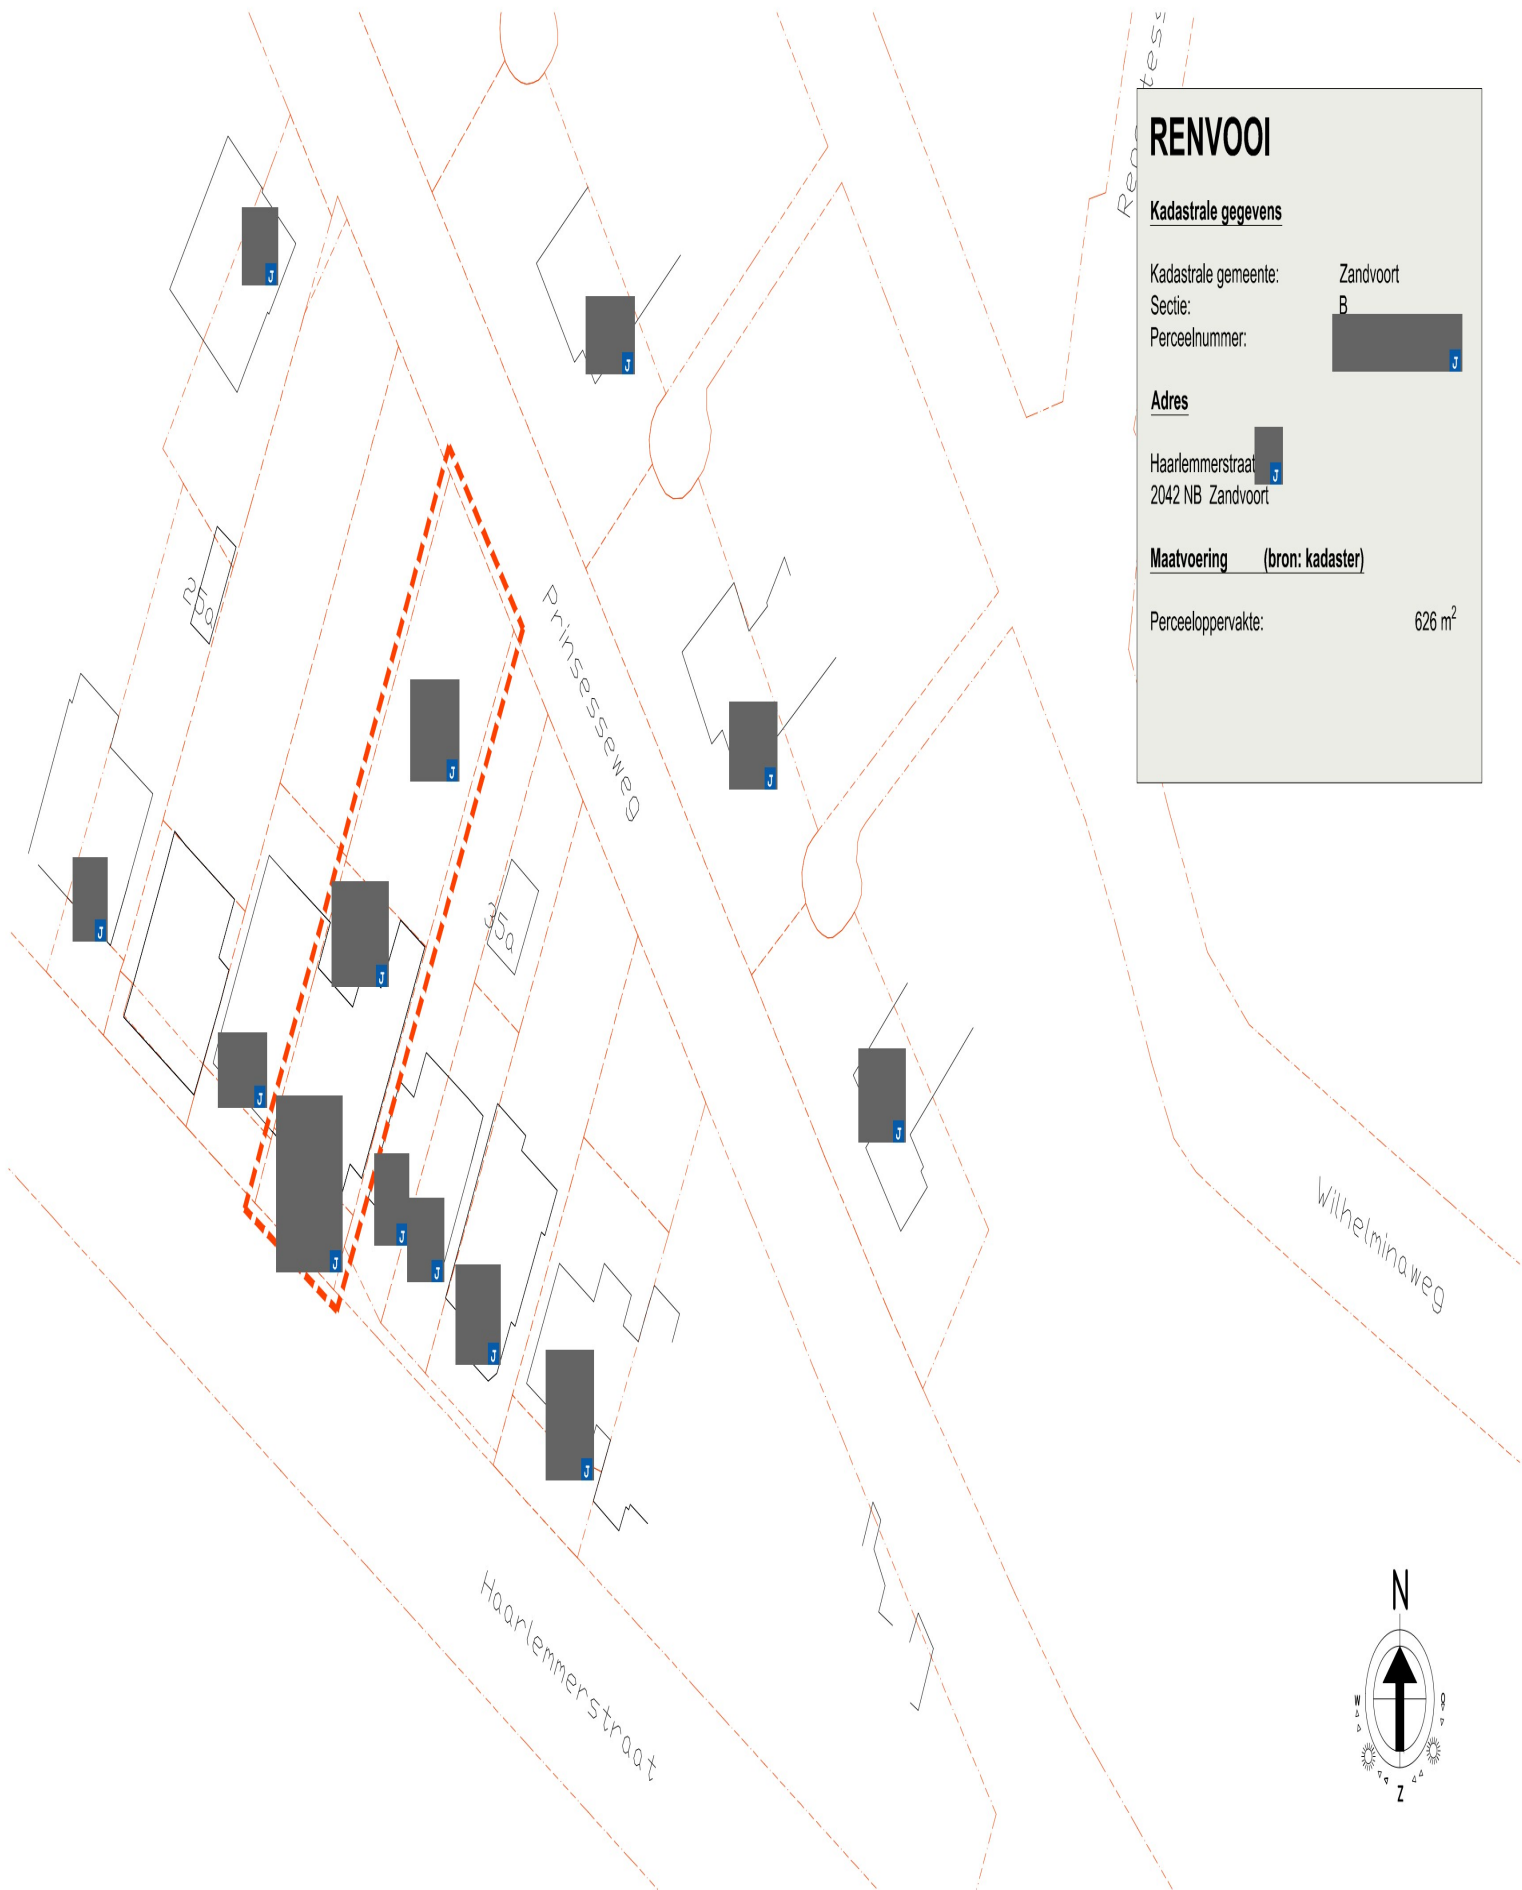 RENVOOI
Kadastrale gegevens
Kadastrale gemeente: Zandvoort
Sectie: B
Perceelnummer:
J
Adres
Haarlemmerstraat
J
2042 NB Zandvoort
Maatvoering (bron: kadaster)
Perceeloppervakte: 626 m²
J
J
25a
Prinsesseweg
J
J
J
J
35a
J
J
J
J
J
J
J
J
Wilhelminaweg
Haarlemmerstraat
N
W O
Z